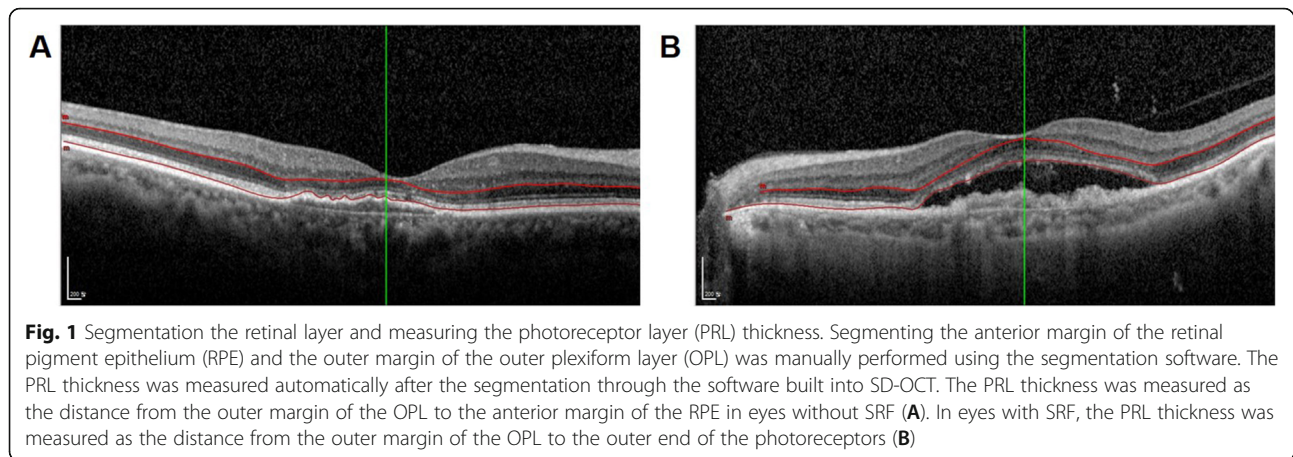 A
B
m
m
m
m
200
200
Fig. 1 Segmentation the retinal layer and measuring the photoreceptor layer (PRL) thickness. Segmenting the anterior margin of the retinal
pigment epithelium (RPE) and the outer margin of the outer plexiform layer (OPL) was manually performed using the segmentation software. The
PRL thickness was measured automatically after the segmentation through the software built into SD-OCT. The PRL thickness was measured as
the distance from the outer margin of the OPL to the anterior margin of the RPE in eyes without SRF (A). In eyes with SRF, the PRL thickness was
measured as the distance from the outer margin of the OPL to the outer end of the photoreceptors (B)